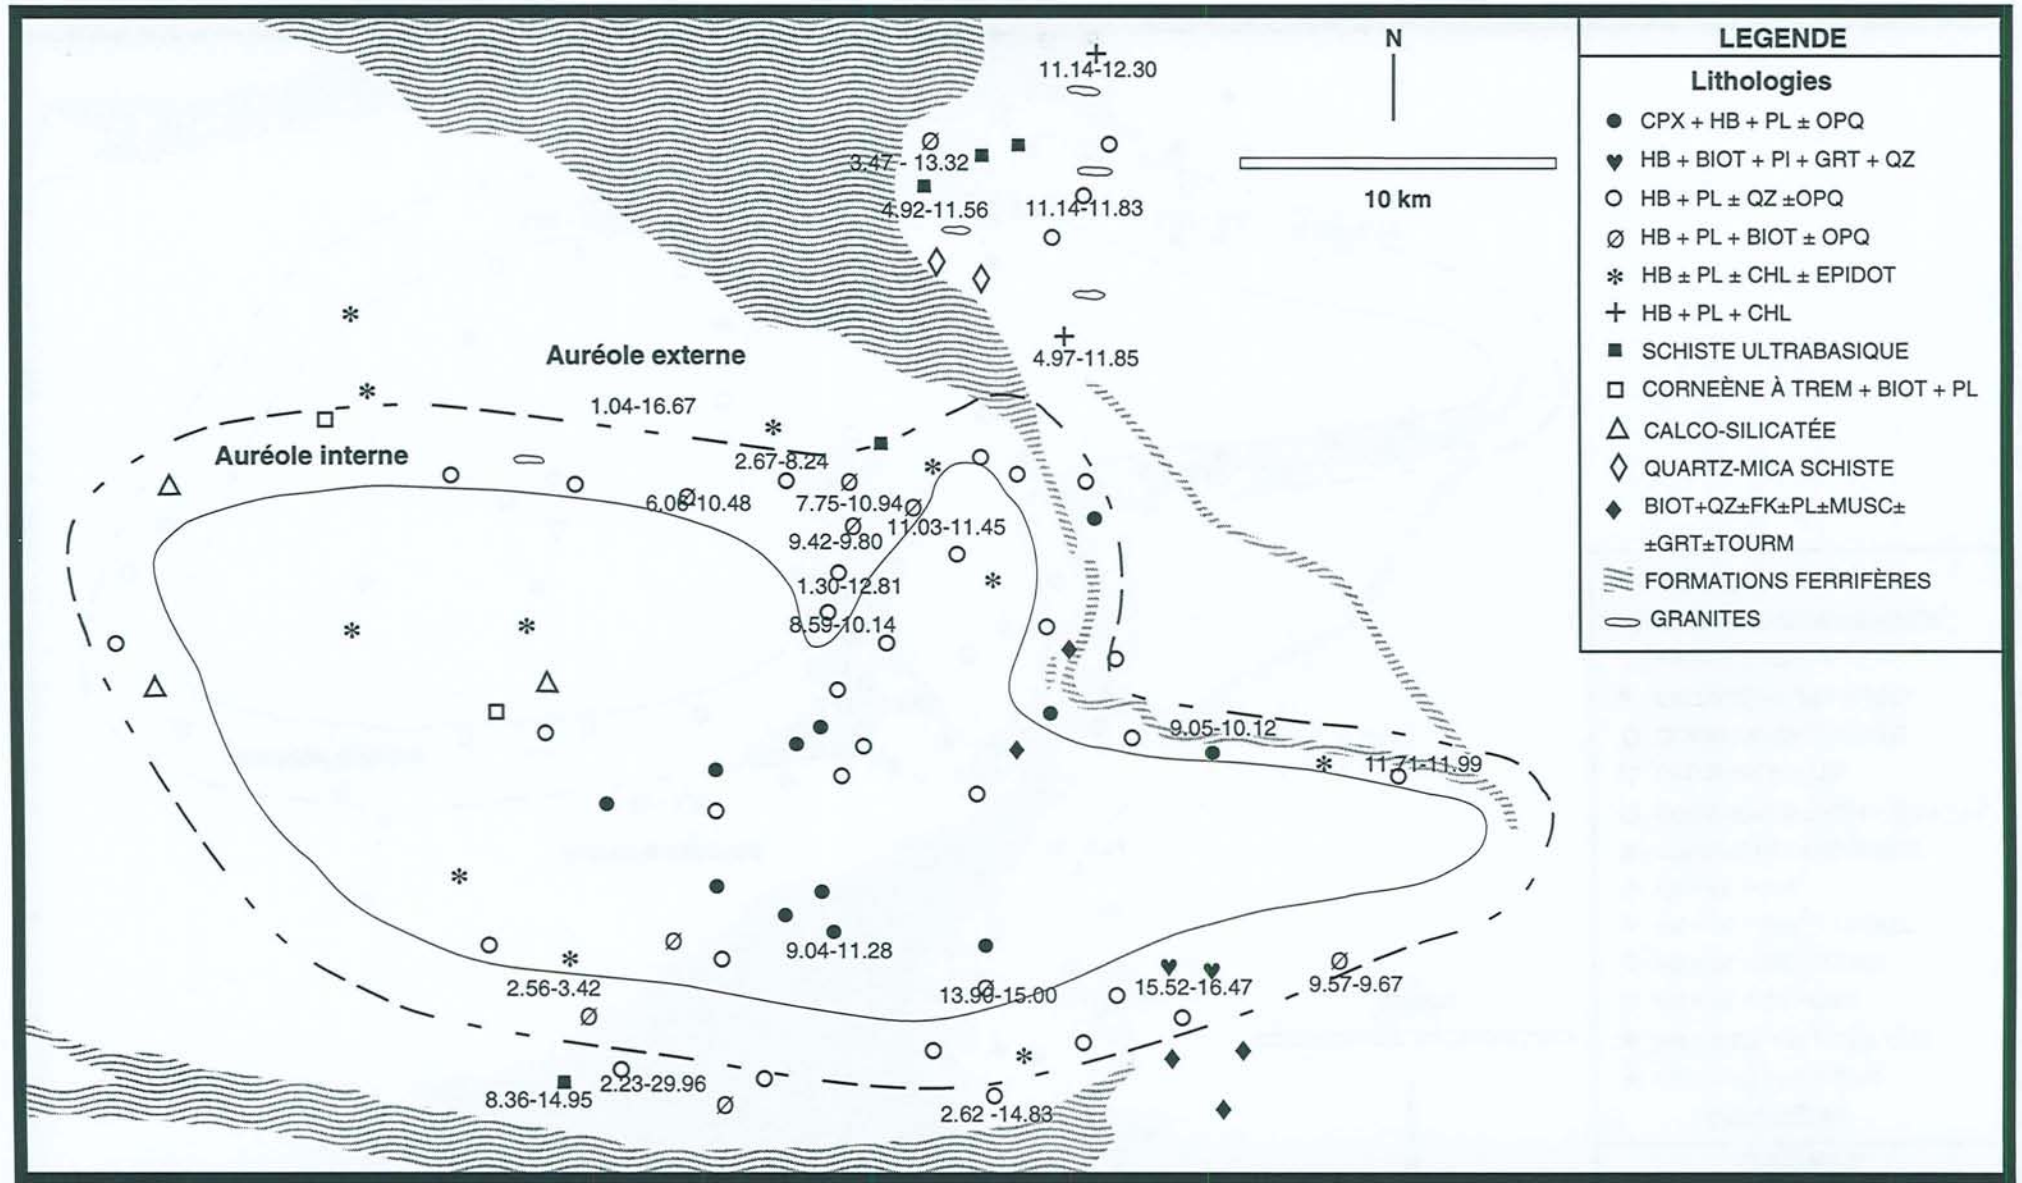 N
10 km
11.14-12.30
3.47 - 13.32
4.92-11.56
11.14-11.83
4.97-11.85
Auréole externe
1.04-16.67
Auréole interne
2.67-8.24
6.06-10.48
7.75-10.94
11.03-11.45
9.42-9.80
1.30-12.81
8.59-10.14
9.05-10.12
11.71-11.99
9.04-11.28
2.56-3.42
13.90-15.00
15.52-16.47
9.57-9.67
2.23-29.96
8.36-14.95
2.62 -14.83
LEGENDE
Lithologies
CPX + HB + PL ± OPQ
HB + BIOT + Pl + GRT + QZ
HB + PL ± QZ ±OPQ
HB + PL + BIOT ± OPQ
HB ± PL ± CHL ± EPIDOT
HB + PL + CHL
SCHISTE ULTRABASIQUE
CORNEÈNE À TREM + BIOT + PL
CALCO-SILICATÉE
QUARTZ-MICA SCHISTE
BIOT+QZ±FK±PL±MUSC±
±GRT±TOURM
FORMATIONS FERRIFÈRES
GRANITES